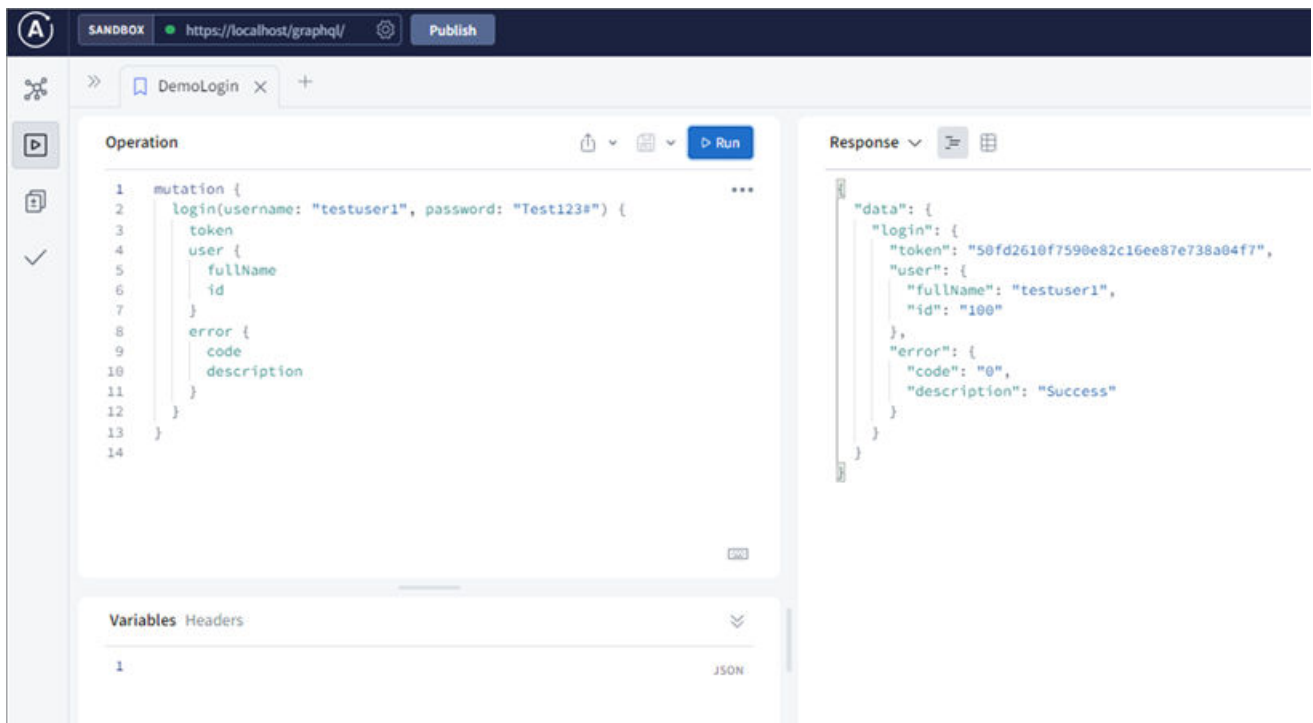 SANDBOX https://localhost/graphql/ Publish
DemoLogin
Operation
Run
1 mutation {
2 login(username: "testuser1", password: "Test123#") {
3 token
4 user {
5 fullName
6 id
7 }
8 error {
9 code
10 description
11 }
12 }
13 }
14
Variables Headers
1
JSON
Response
{
"data": {
"login": {
"token": "50fd2610f7590e82c16ee87e738a04f7",
"user": {
"fullName": "testuser1",
"id": "100"
},
"error": {
"code": "0",
"description": "Success"
}
}
}
}